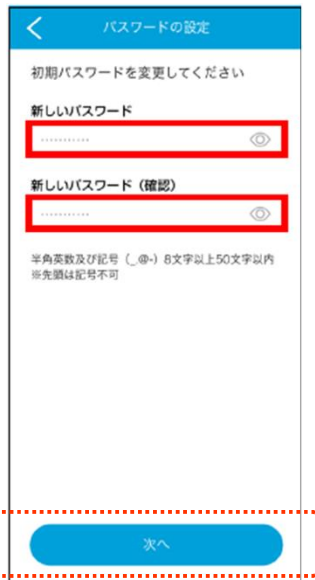 パスワードの設定
初期パスワードを変更してください
新しいパスワード
...........
新しいパスワード（確認）
...........
半角英数及び記号（_@-）8文字以上50文字以内
※先頭は記号不可
次へ